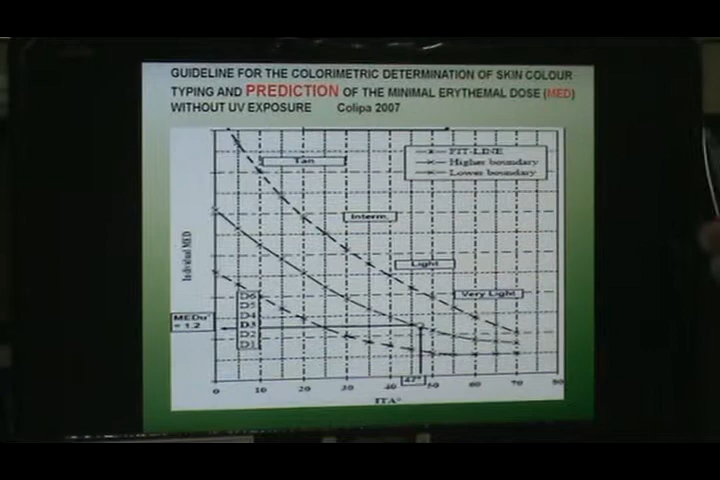 GUIDELINE FOR THE COLORIMETRIC DETERMINATION OF SKIN COLOUR
TYPING AND PREDICTION OF THE MINIMAL ERYTHEMAL DOSE (MED)
WITHOUT UV EXPOSURE Colipa 2007
FIT-LINE
Higher boundary
Lower boundary
Tan
Interm.
Light
Very Light
Individual MED
D6
D5
D4
D3
D2
D1
MEDu
= 1.2
47°
0 10 20 30 40 50 60 70 80
ITA°